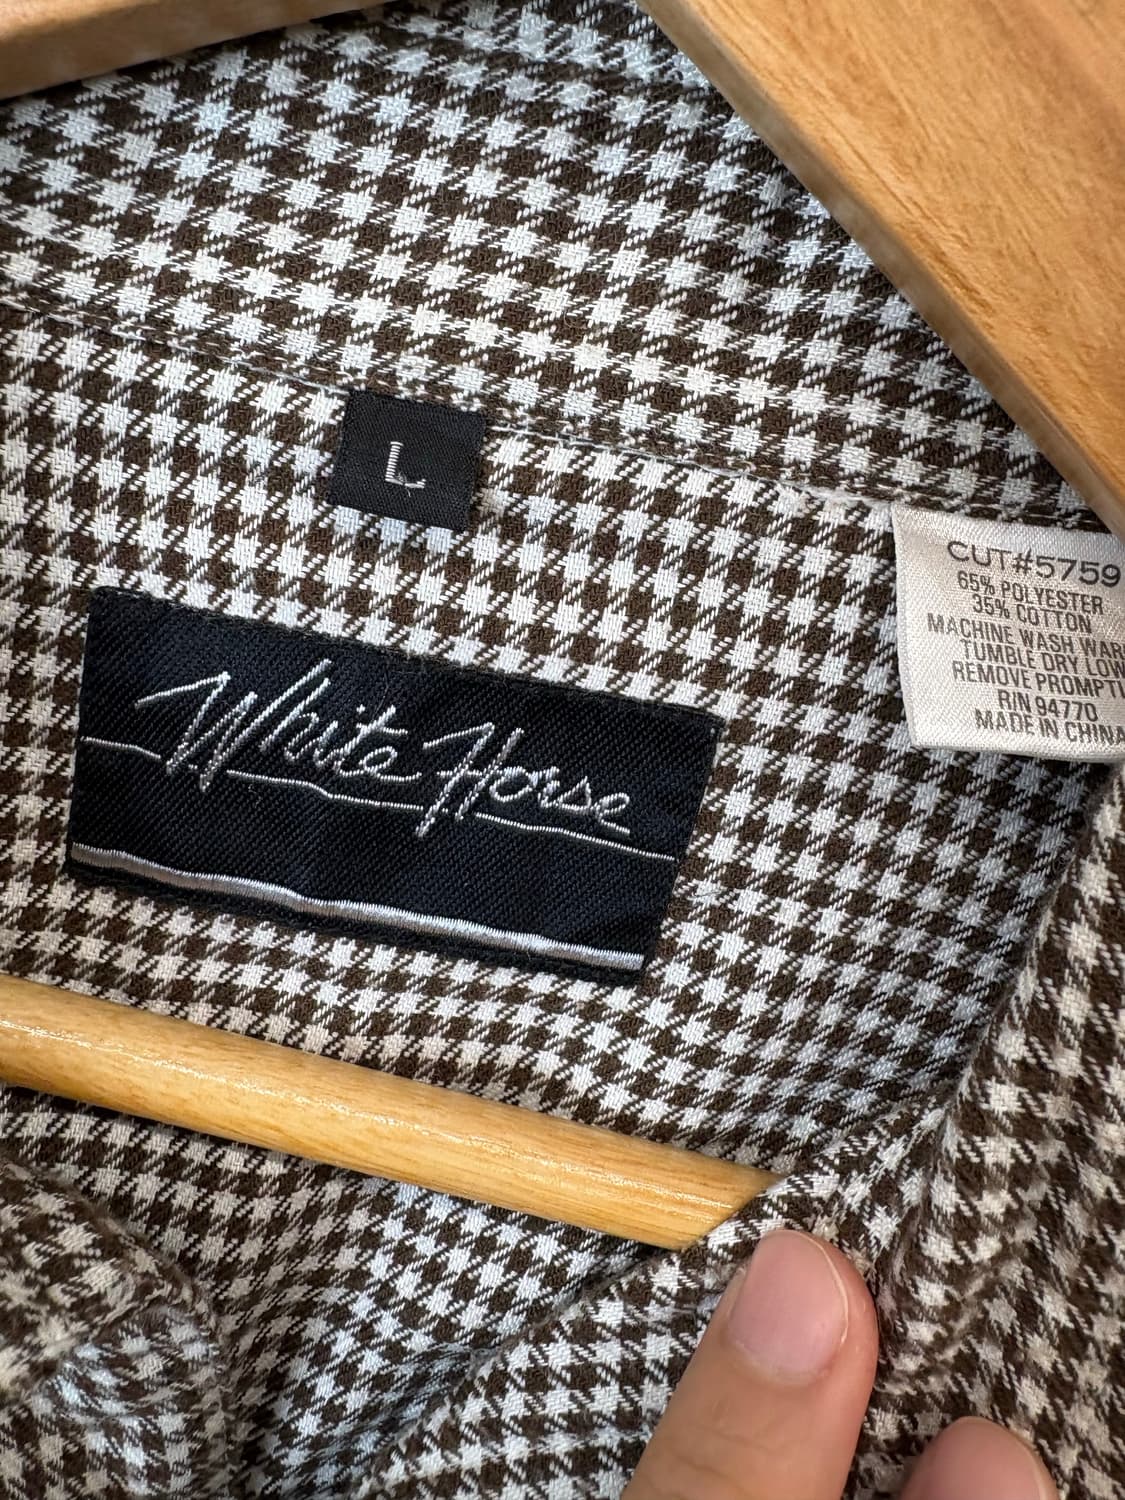 L
White Horse
CUT#5759
65% POLYESTER
35% COTTON
MACHINE WASH WAR
TUMBLE DRY LOW
REMOVE PROMPT
RN 94770
MADE IN CHINA